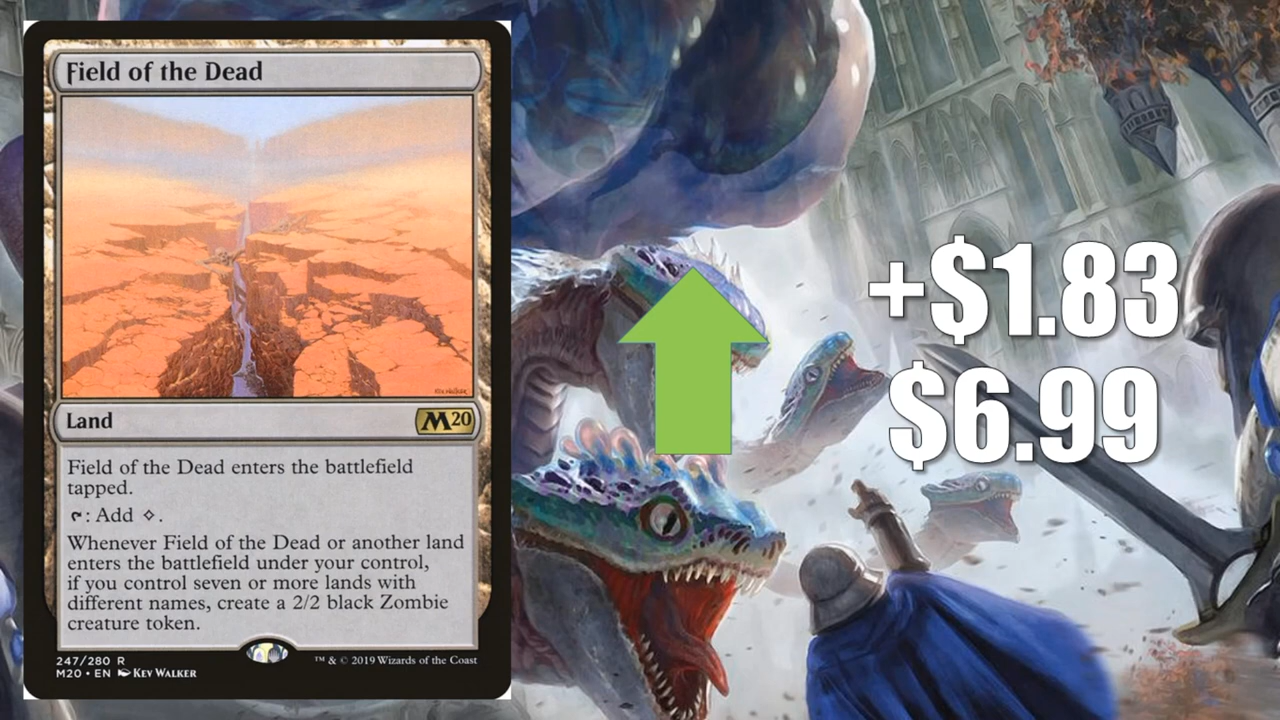 Field of the Dead
Kev Walker
Land
M20
Field of the Dead enters the battlefield
tapped.
: Add .
Whenever Field of the Dead or another land
enters the battlefield under your control,
if you control seven or more lands with
different names, create a 2/2 black Zombie
creature token.
247/280 R
M20 • EN Kev Walker
™ & © 2019 Wizards of the Coast
+$1.83
$6.99